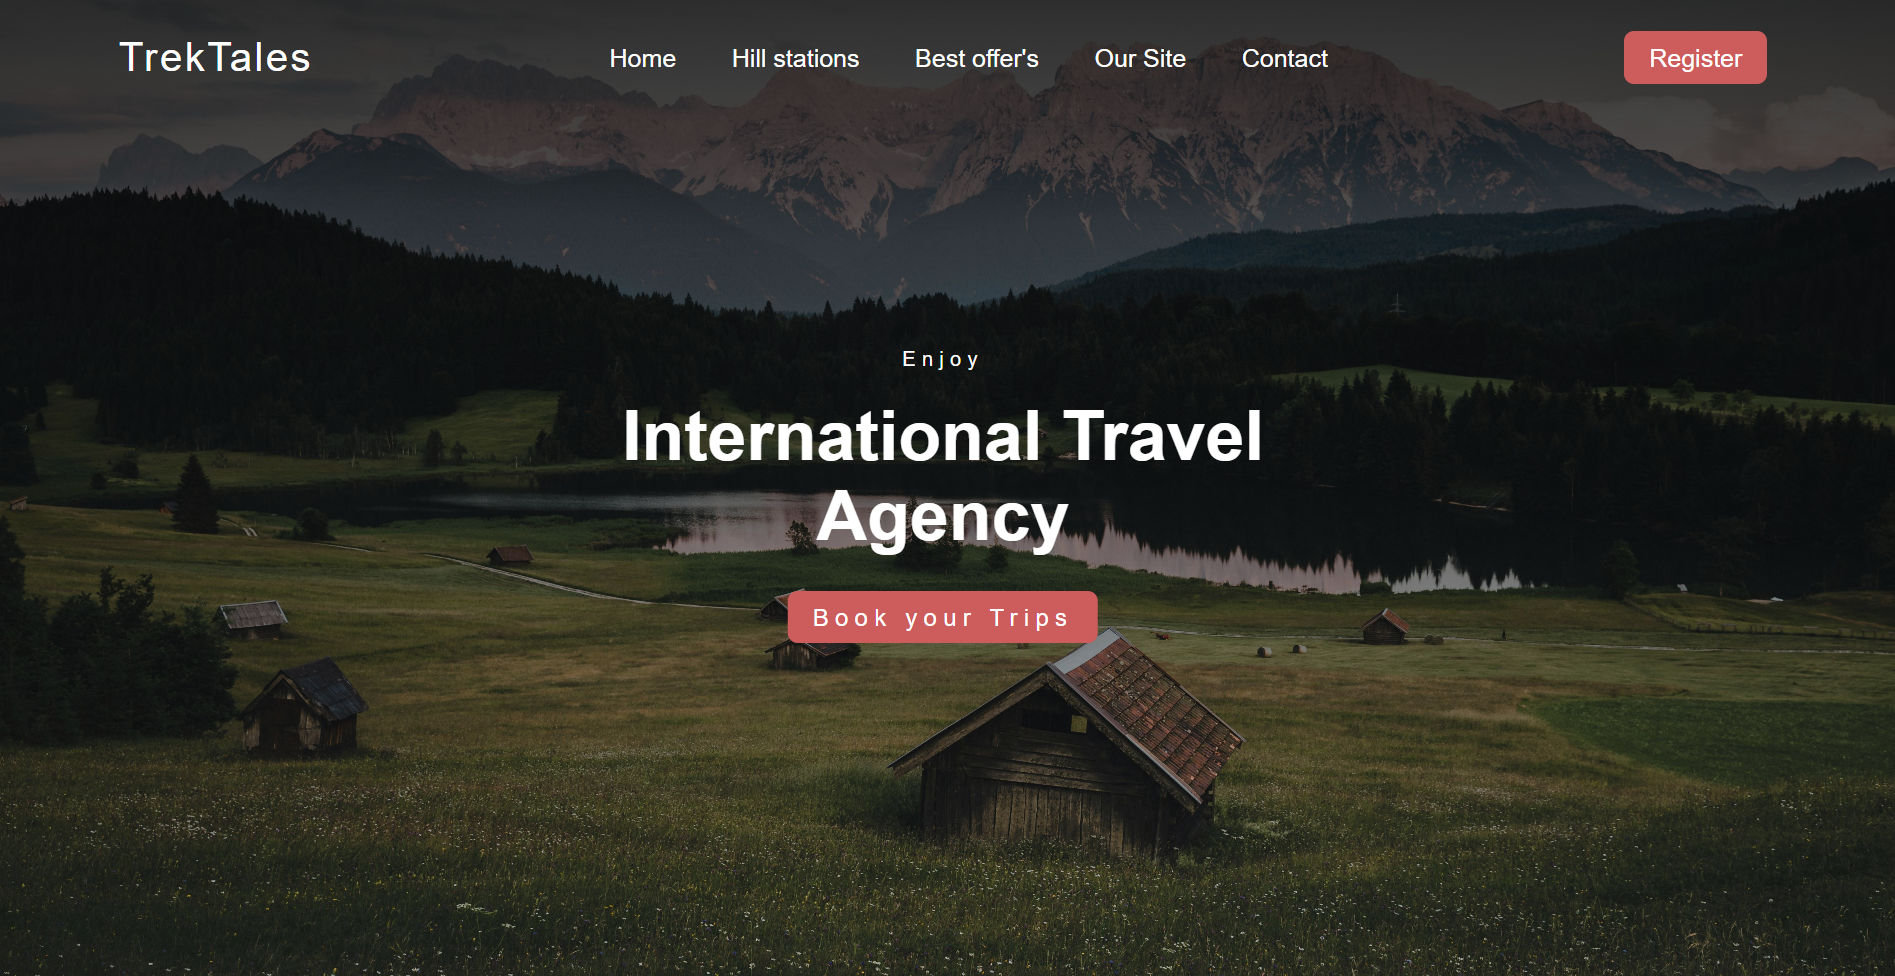 TrekTales
Home Hill stations Best offer's Our Site Contact
Register
Enjoy
International Travel
Agency
Book your Trips